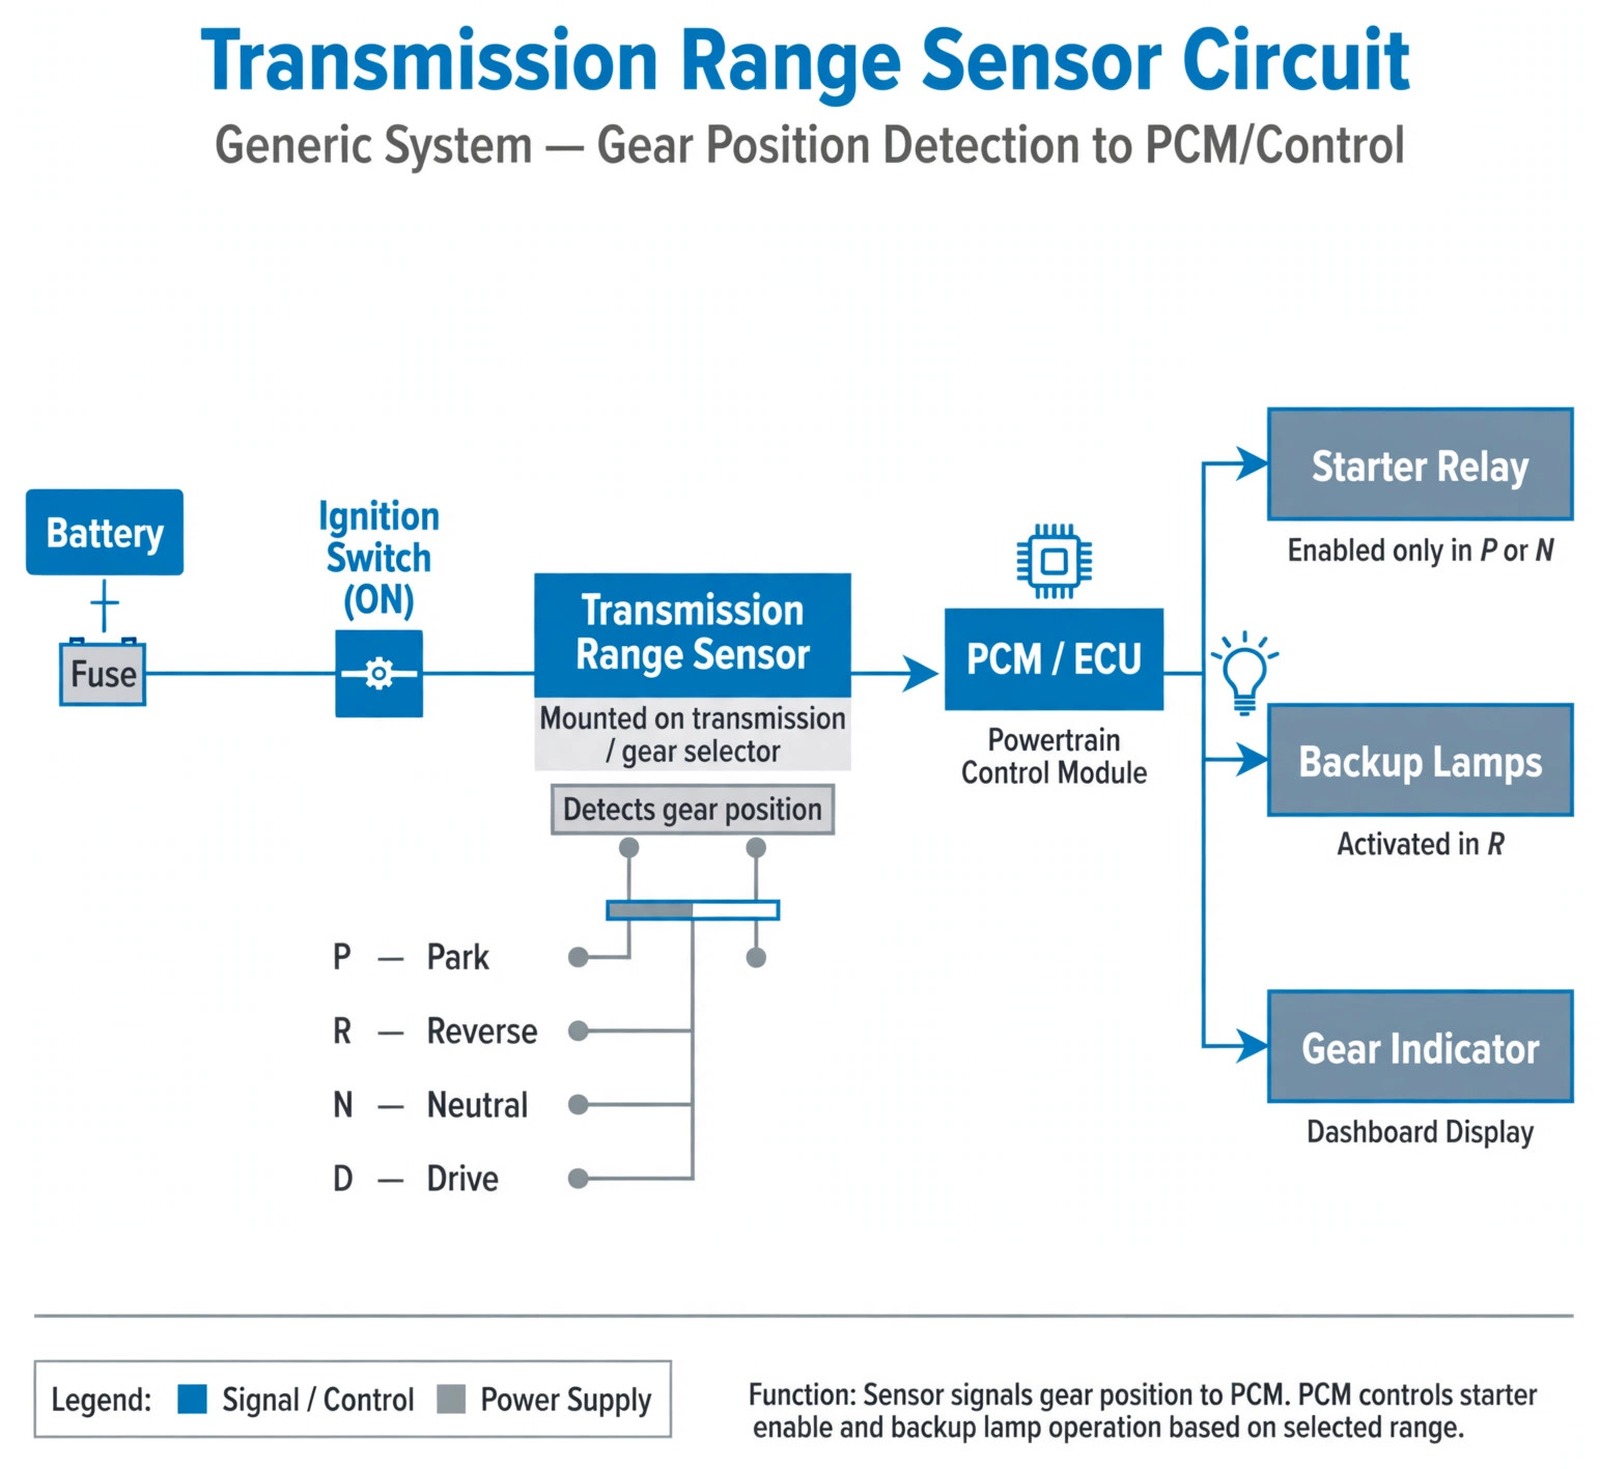 Transmission Range Sensor Circuit
Generic System — Gear Position Detection to PCM/Control
Battery
Fuse
Ignition
Switch
(ON)
Transmission
Range Sensor
Mounted on transmission
/ gear selector
Detects gear position
P — Park
R — Reverse
N — Neutral
D — Drive
PCM / ECU
Powertrain
Control Module
Starter Relay
Enabled only in P or N
Backup Lamps
Activated in R
Gear Indicator
Dashboard Display
Legend: Signal / Control Power Supply
Function: Sensor signals gear position to PCM. PCM controls starter
enable and backup lamp operation based on selected range.